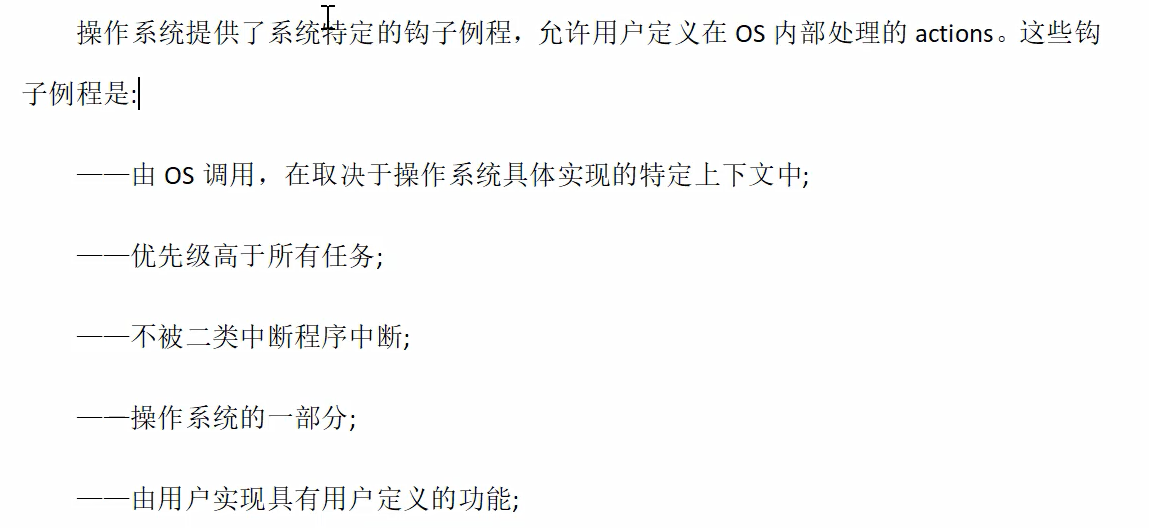 操作系统提供了系统特定的钩子例程，允许用户定义在 OS 内部处理的 actions。这些钩
子例程是:
——由 OS 调用，在取决于操作系统具体实现的特定上下文中;
——优先级高于所有任务;
——不被二类中断程序中断;
——操作系统的一部分;
——由用户实现具有用户定义的功能;